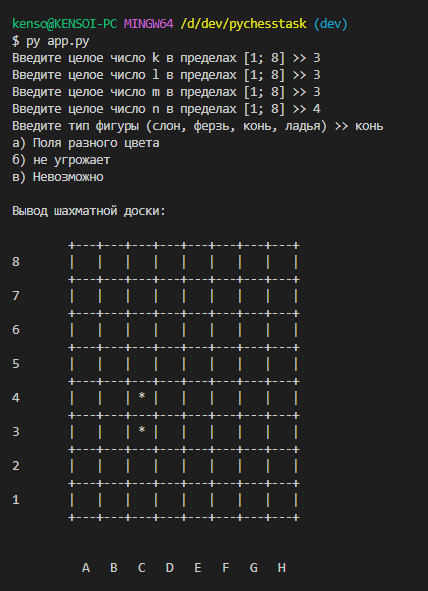 kenso@KENSOI-PC MINGW64 /d/dev/pychesstask (dev)
$ py app.py
Введите целое число k в пределах [1; 8] >> 3
Введите целое число l в пределах [1; 8] >> 3
Введите целое число m в пределах [1; 8] >> 3
Введите целое число n в пределах [1; 8] >> 4
Введите тип фигуры (слон, ферзь, конь, ладья) >> конь
а) Поля разного цвета
б) не угрожает
в) Невозможно
Вывод шахматной доски:
        +---+---+---+---+---+---+---+---+
8       |   |   |   |   |   |   |   |   |
        +---+---+---+---+---+---+---+---+
7       |   |   |   |   |   |   |   |   |
        +---+---+---+---+---+---+---+---+
6       |   |   |   |   |   |   |   |   |
        +---+---+---+---+---+---+---+---+
5       |   |   |   |   |   |   |   |   |
        +---+---+---+---+---+---+---+---+
4       |   |   | * |   |   |   |   |   |
        +---+---+---+---+---+---+---+---+
3       |   |   | * |   |   |   |   |   |
        +---+---+---+---+---+---+---+---+
2       |   |   |   |   |   |   |   |   |
        +---+---+---+---+---+---+---+---+
1       |   |   |   |   |   |   |   |   |
        +---+---+---+---+---+---+---+---+
          A   B   C   D   E   F   G   H